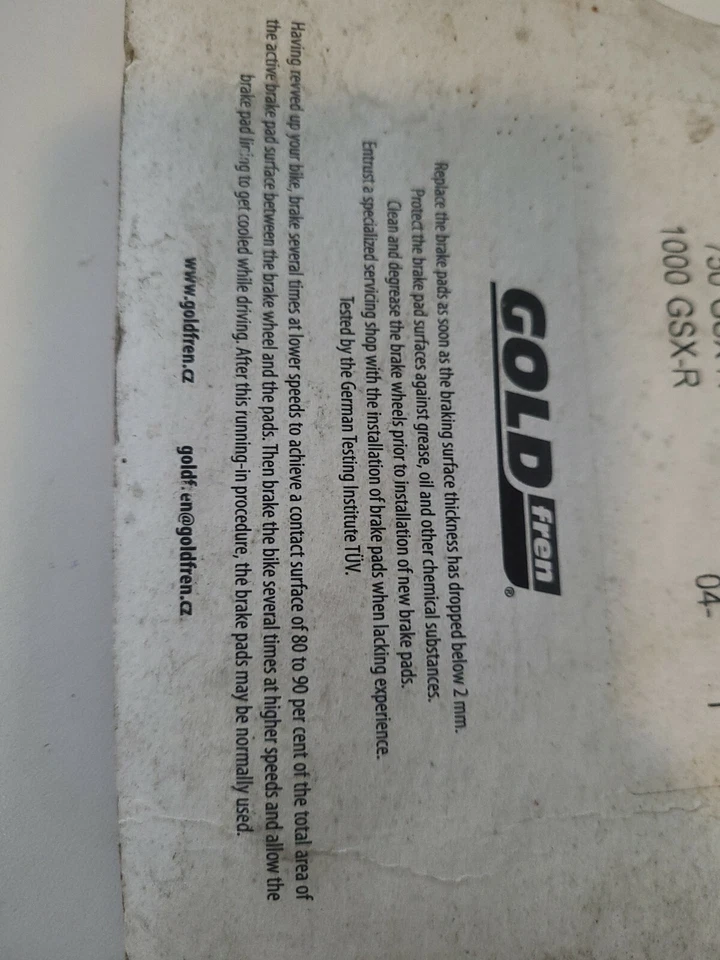 1000 GSX-R
04-
GOLDfren®
Replace the brake pads as soon as the braking surface thickness has dropped below 2 mm.
Protect the brake pad surfaces against grease, oil and other chemical substances.
Clean and degrease the brake wheels prior to installation of new brake pads.
Entrust a specialized servicing shop with the installation of brake pads when lacking experience.
Tested by the German Testing Institute TÜV.
Having revved up your bike, brake several times at lower speeds to achieve a contact surface of 80 to 90 per cent of the total area of
the active brake pad surface between the brake wheel and the pads. Then brake the bike several times at higher speeds and allow the
brake pad lining to get cooled while driving. After this running-in procedure, the brake pads may be normally used.
www.goldfren.cz goldfren@goldfren.cz